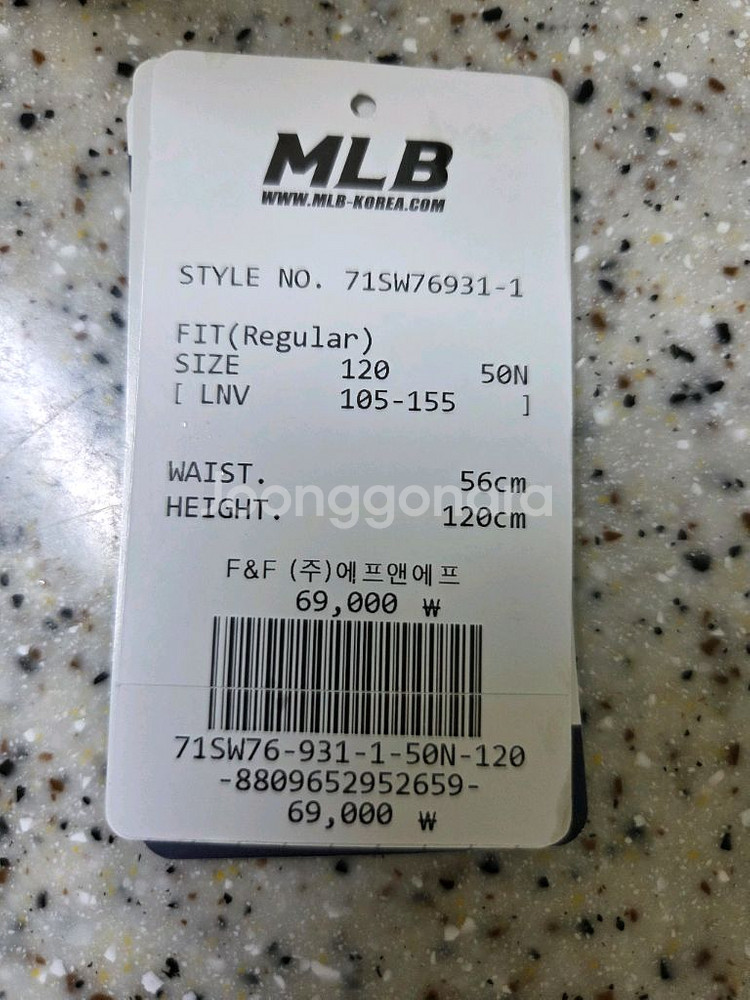 MLB
WWW.MLB-KOREA.COM
STYLE NO. 71SW76931-1
FIT(Regular)
SIZE 120 50N
[ LNV 105-155 ]
WAIST. 56cm
HEIGHT. 120cm
joonggonara
F&F (주)에프앤에프
69,000 ₩
71SW76-931-1-50N-120
-8809652952659-
69,000 ₩